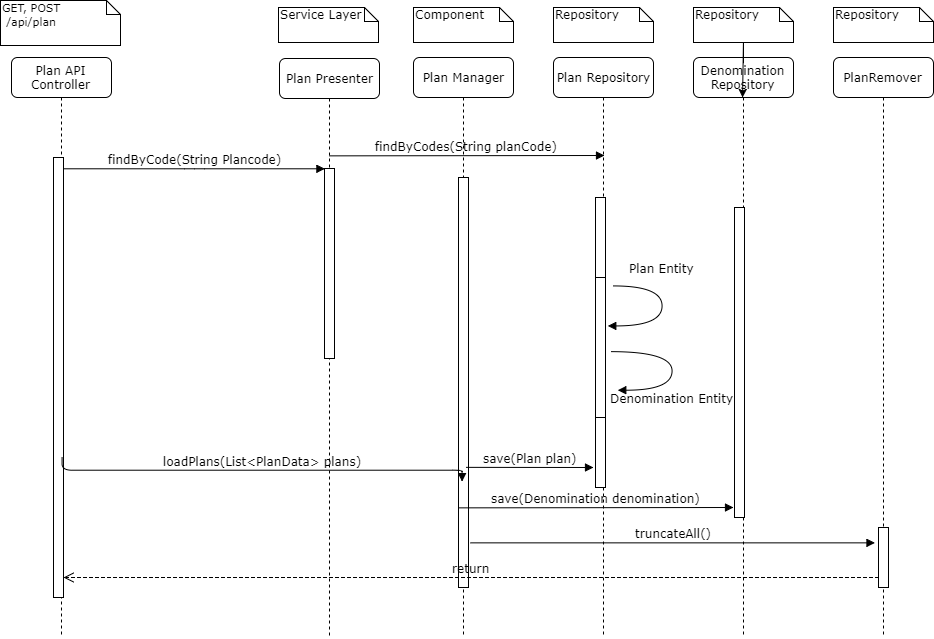 GET, POST
/api/plan
Service Layer
Component
Repository
Repository
Repository
Plan API
Controller
Plan Presenter
Plan Manager
Plan Repository
Denomination
Repository
PlanRemover
findByCodes(String planCode)
findByCode(String Plancode)
Plan Entity
Denomination Entity
loadPlans(List<PlanData> plans)
save(Plan plan)
save(Denomination denomination)
truncateAll()
return